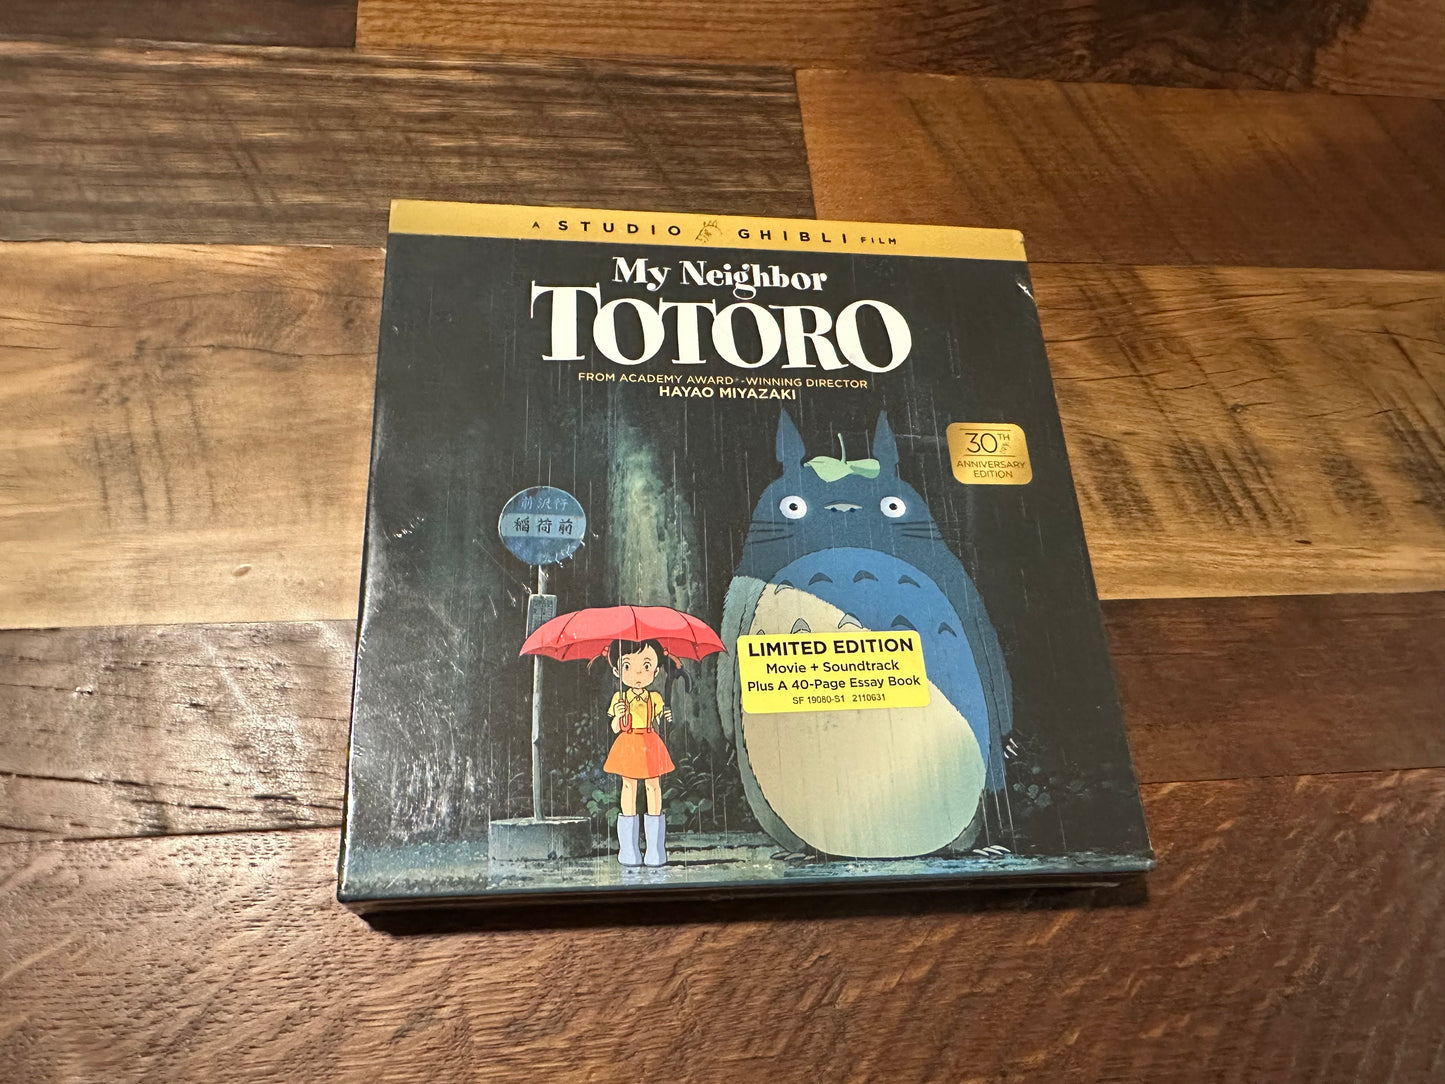 A STUDIO GHIBLI FILM
My Neighbor
TOTORO
FROM ACADEMY AWARD®-WINNING DIRECTOR
HAYAO MIYAZAKI
30TH
ANNIVERSARY
EDITION
前沢行
稲荷前
LIMITED EDITION
Movie + Soundtrack
Plus A 40-Page Essay Book
SF 19080-S1 2110631